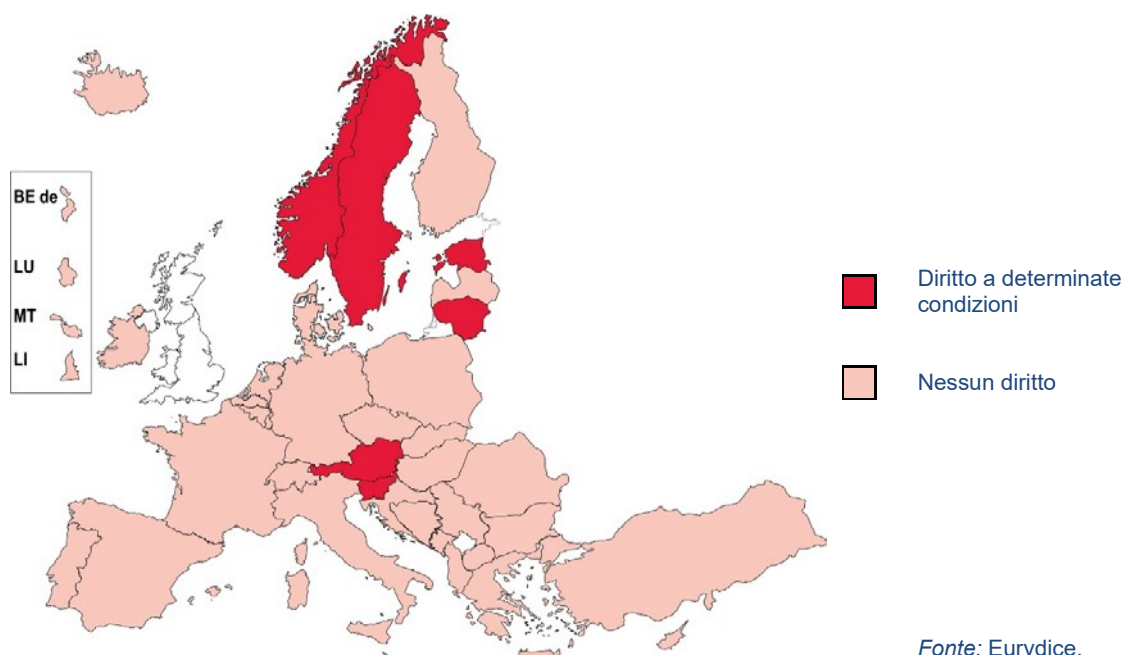 BE de
LU
MT
LI
Diritto a determinate
condizioni
Nessun diritto
Fonte: Eurydice.